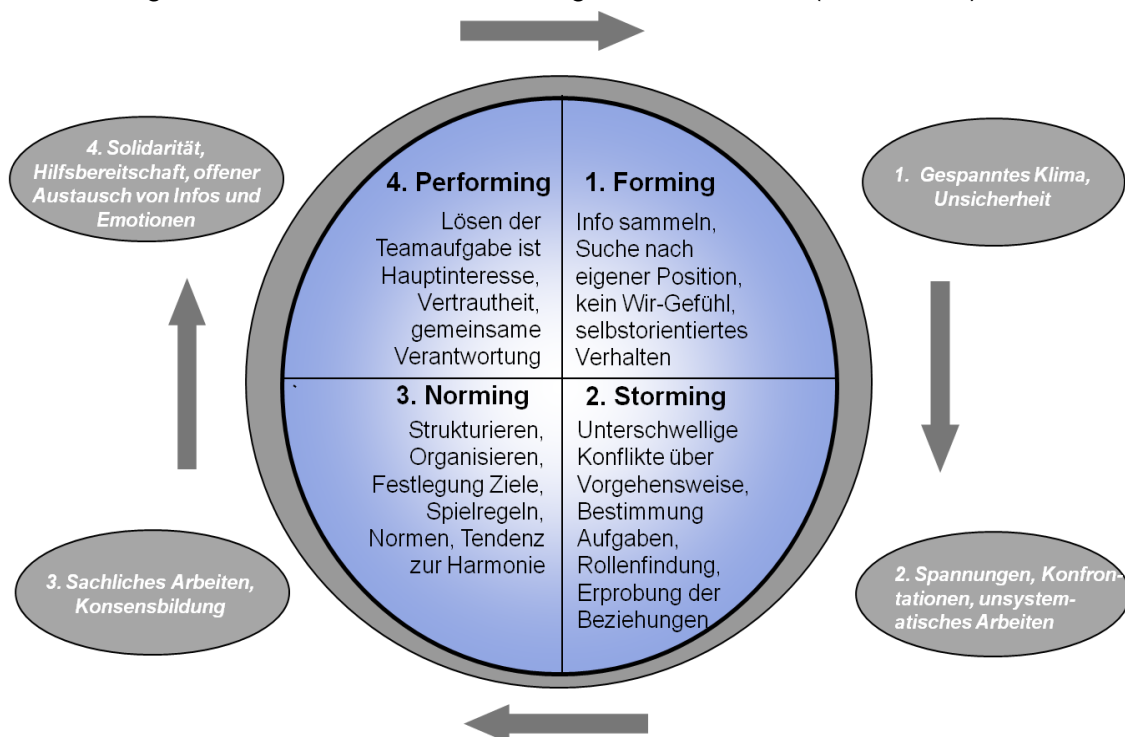 4. Solidarität,
Hilfsbereitschaft, offener
Austausch von Infos und
Emotionen
1. Gespanntes Klima,
Unsicherheit
4. Performing
Lösen der
Teamaufgabe ist
Hauptinteresse,
Vertrautheit,
gemeinsame
Verantwortung
1. Forming
Info sammeln,
Suche nach
eigener Position,
kein Wir-Gefühl,
selbstorientiertes
Verhalten
3. Norming
Strukturieren,
Organisieren,
Festlegung Ziele,
Spielregeln,
Normen, Tendenz
zur Harmonie
2. Storming
Unterschwellige
Konflikte über
Vorgehensweise,
Bestimmung
Aufgaben,
Rollenfindung,
Erprobung der
Beziehungen
3. Sachliches Arbeiten,
Konsensbildung
2. Spannungen, Konfron-
tationen, unsystem-
atisches Arbeiten